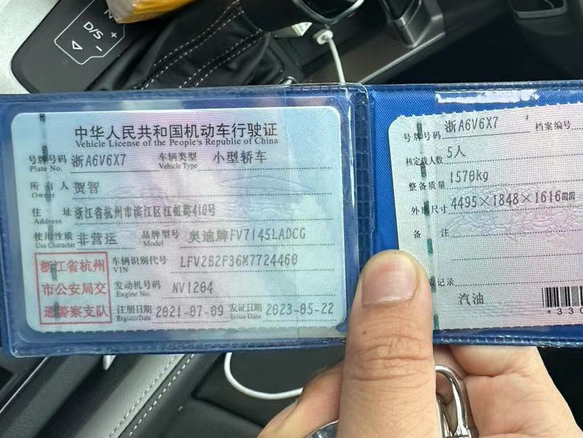 D/S
中华人民共和国机动车行驶证
Vehicle License of the People's Republic of China
号牌号码 浙A6V6X7 车辆类型 小型轿车
Plate No. Vehicle Type
所有人 贺智
Owner
住址 浙江省杭州市滨江区江虹路410号
Address
使用性质 非营运 品牌型号 奥迪牌FV7145LADCG
Use Character Model
浙江省杭州
市公安局交
通警察支队
车辆识别代号 LFV2B2F36M7724460
VIN
发动机号码 NV1204
Engine No.
注册日期 2021-07-09 发证日期 2023-05-22
Register Date Issue Date
号牌号码 浙A6V6X7 档案编号
核定载人数 5人
整备质量 1570kg
外廓尺寸 4495×1848×1616
备注
记录
汽油
*330